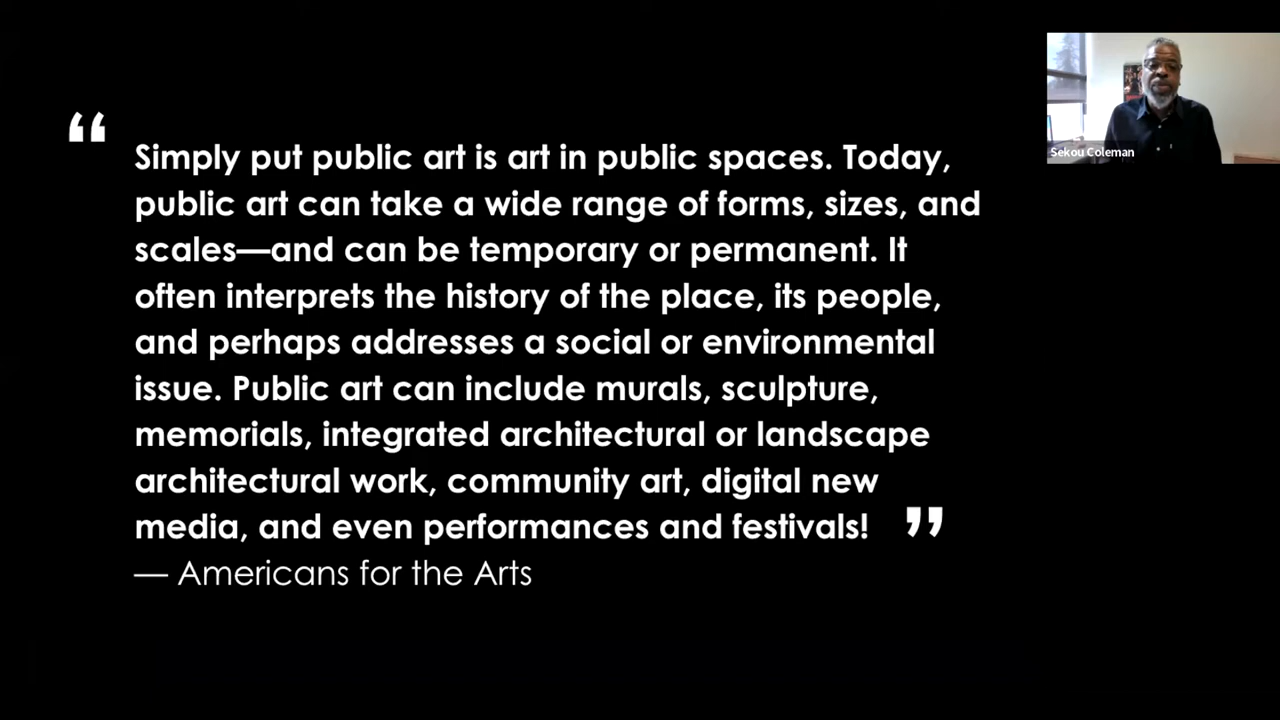 “ Simply put public art is art in public spaces. Today,
public art can take a wide range of forms, sizes, and
scales—and can be temporary or permanent. It
often interprets the history of the place, its people,
and perhaps addresses a social or environmental
issue. Public art can include murals, sculpture,
memorials, integrated architectural or landscape
architectural work, community art, digital new
media, and even performances and festivals! ”
— Americans for the Arts
Sekou Coleman